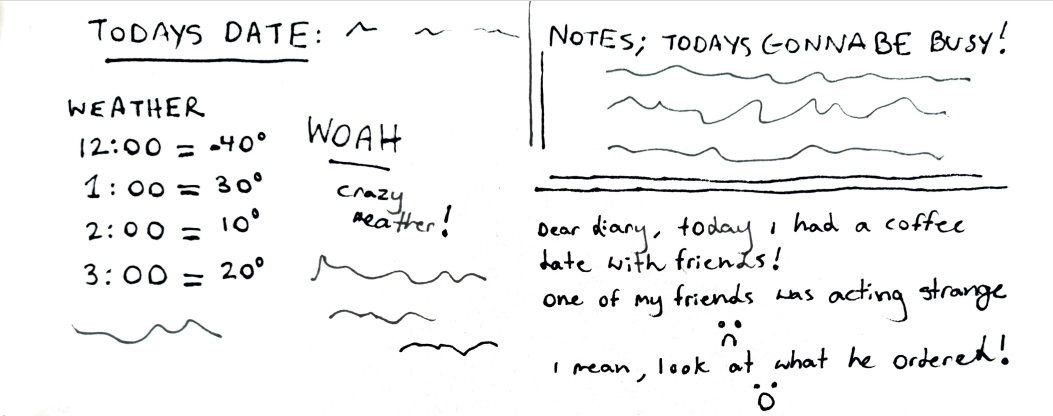 TODAYS DATE:
WEATHER
12:00 = -40°
1:00 = 30°
2:00 = 10°
3:00 = 20°
WOAH
crazy
weather!
NOTES; TODAYS GONNA BE BUSY!
Dear diary, today i had a coffee
date with friends!
one of my friends was acting strange
i mean, look at what he ordered!